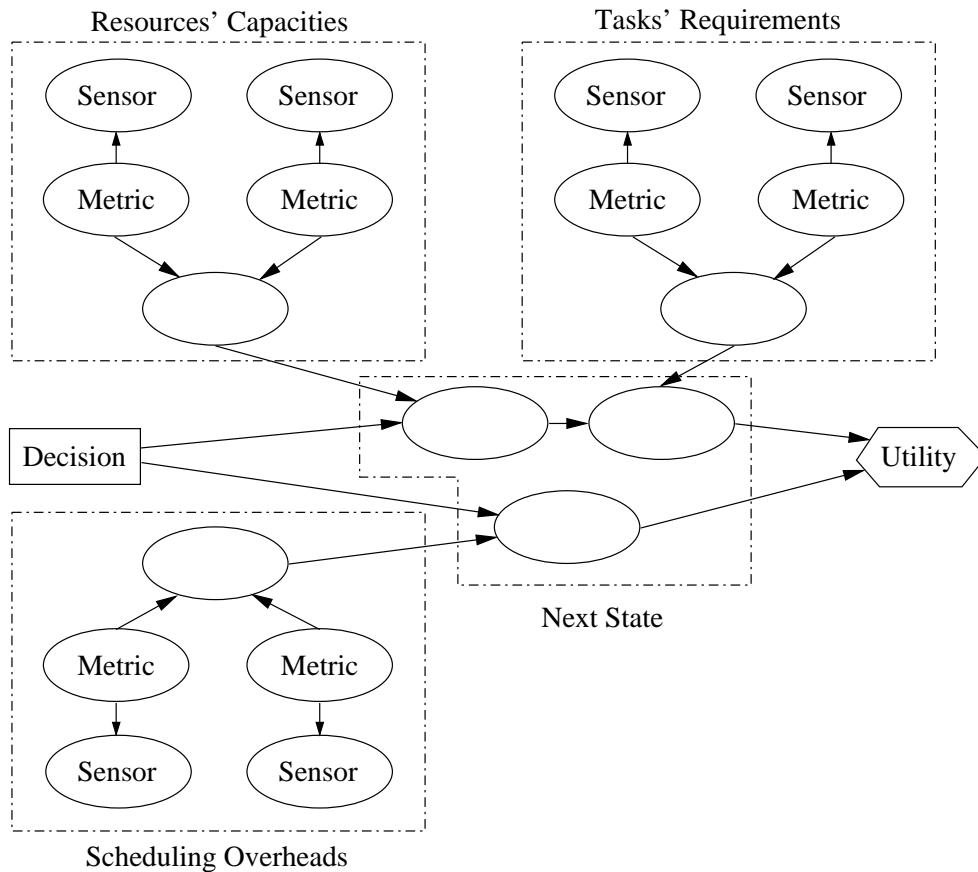 Resources’ Capacities
Tasks’ Requirements
Sensor
Sensor
Sensor
Sensor
Metric
Metric
Metric
Metric
Decision
Utility
Next State
Metric
Metric
Sensor
Sensor
Scheduling Overheads